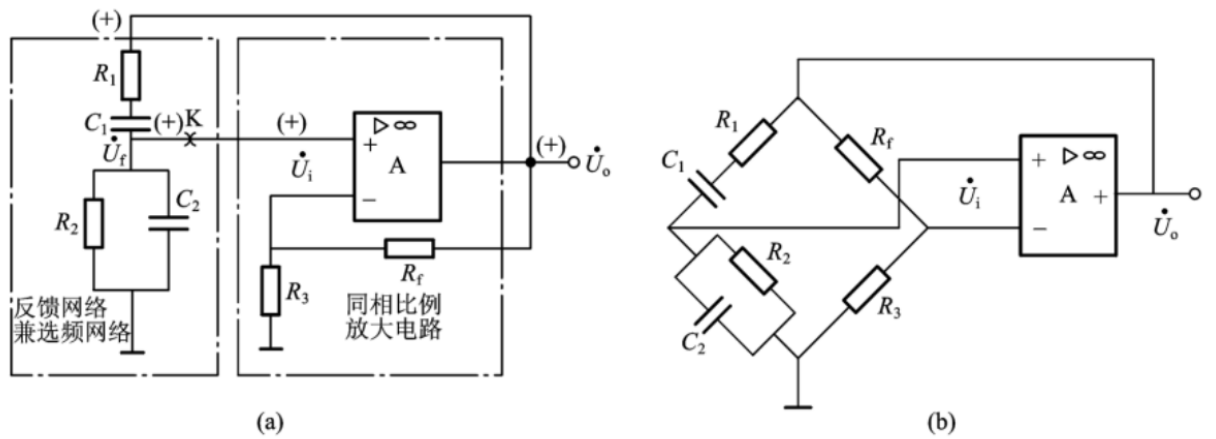 (+)
R₁
C₁
(+)
K
(+)
U̇f
U̇i
▷∞
+
A
−
(+)
U̇o
R₂
C₂
Rf
R₃
反馈网络
兼选频网络
同相比例
放大电路
(a)
R₁
Rf
C₁
+
▷∞
U̇i
A
+
−
U̇o
R₂
R₃
C₂
(b)